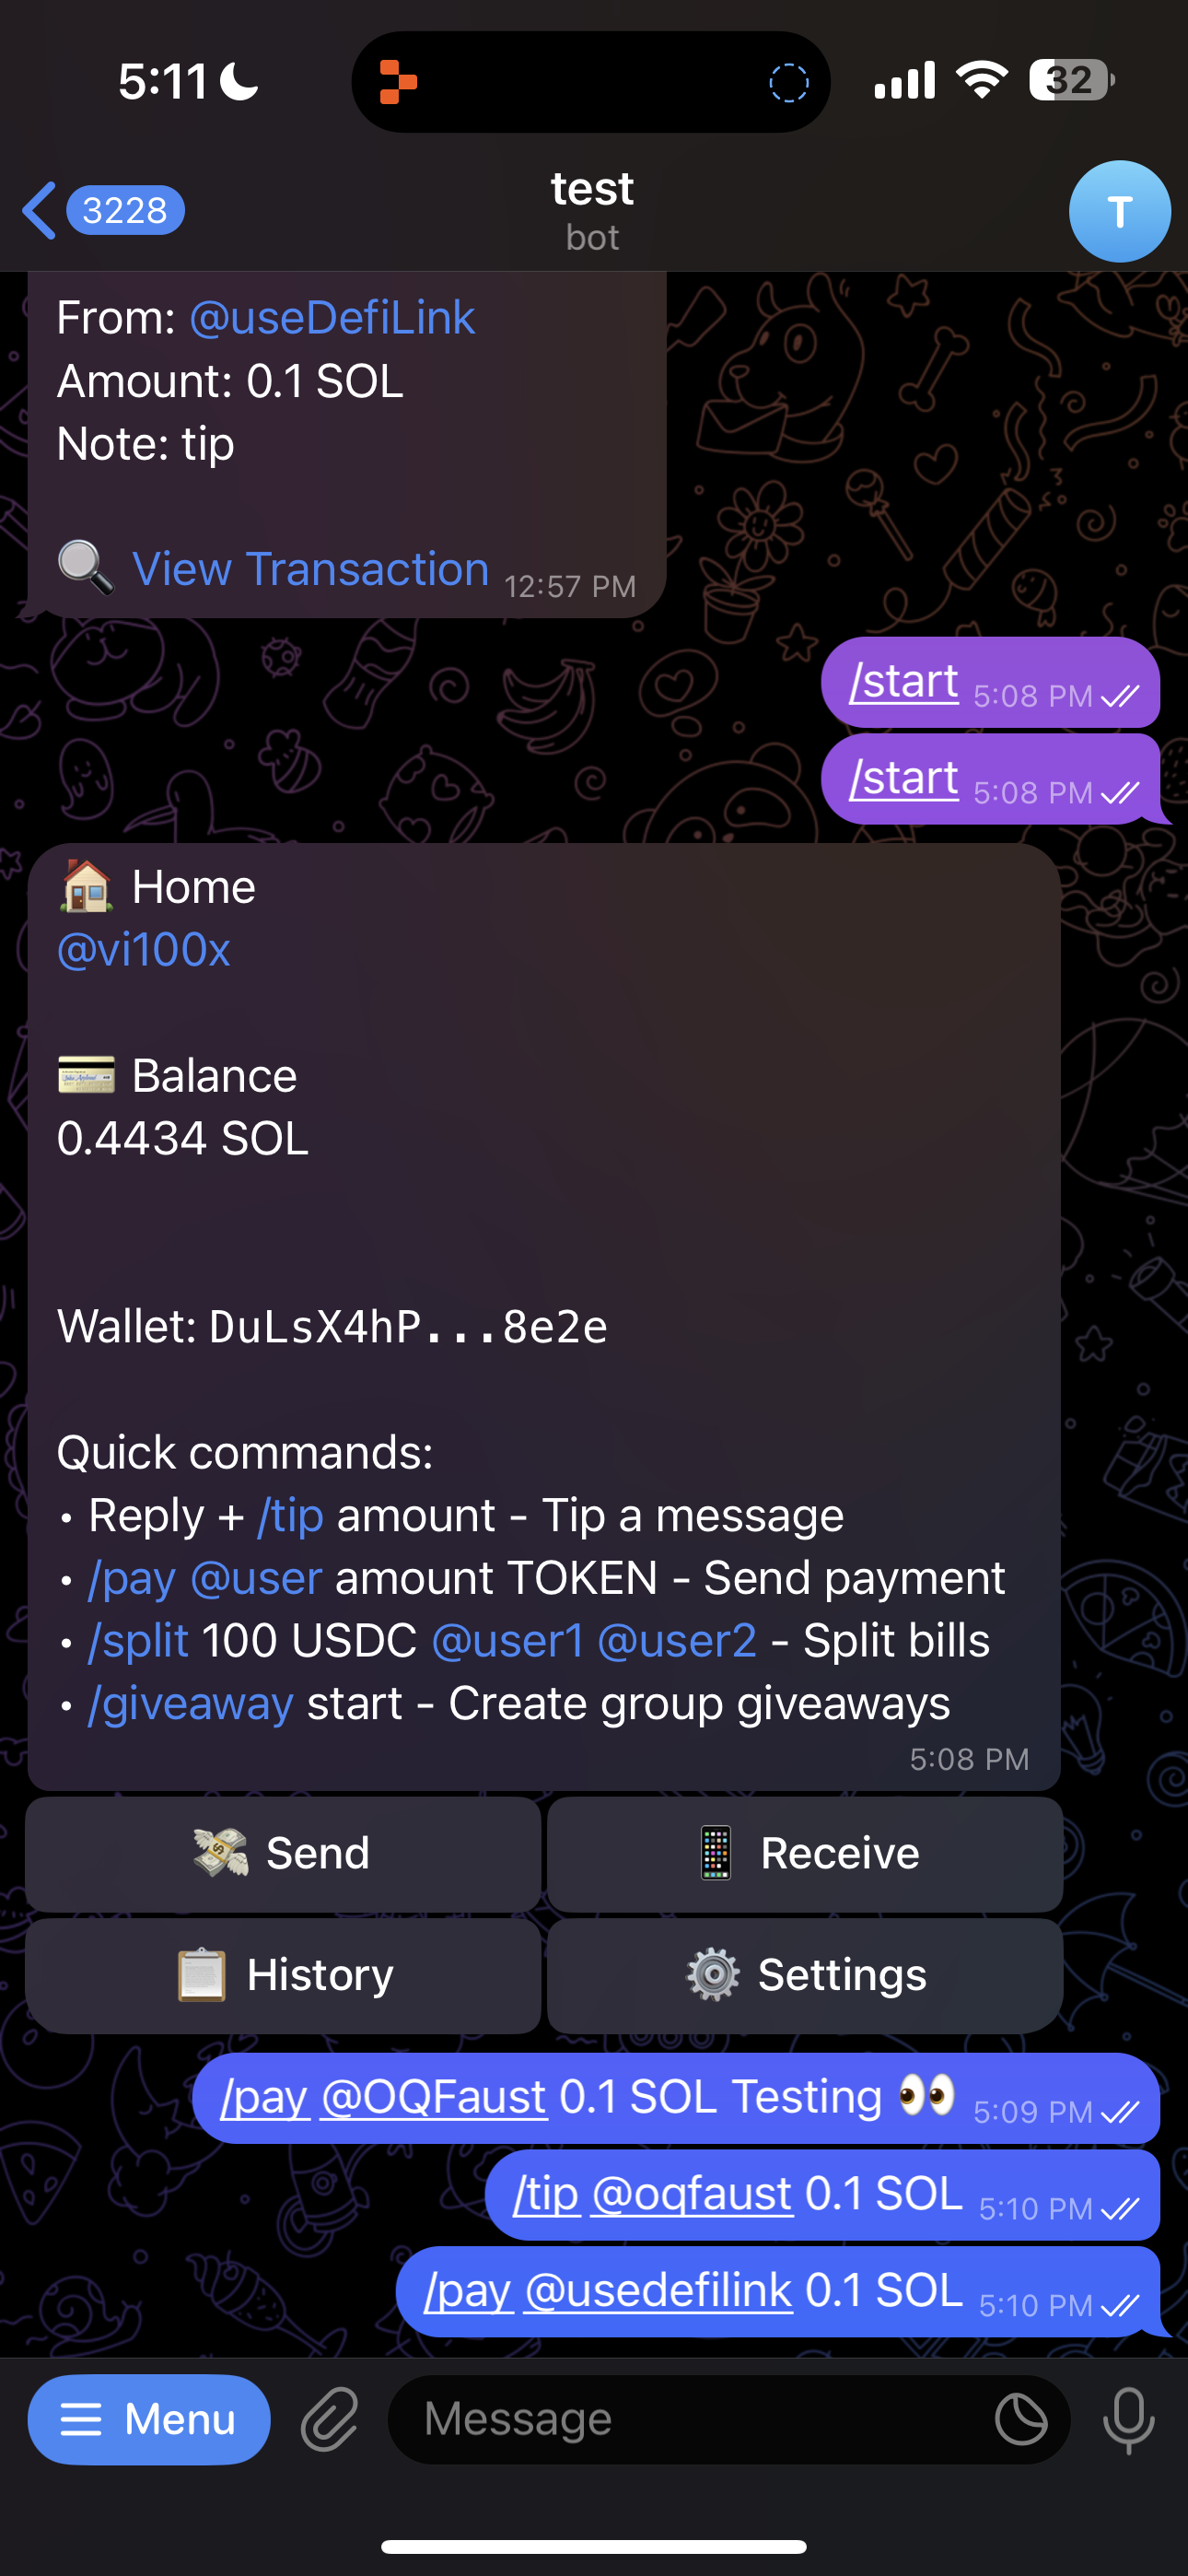 5:11
32
3228
test
bot
T
From: @useDefiLink
Amount: 0.1 SOL
Note: tip
🔍 View Transaction 12:57 PM
/start 5:08 PM
/start 5:08 PM
🏠 Home
@vi100x
💳 Balance
0.4434 SOL
Wallet: DuLsX4hP...8e2e
Quick commands:
• Reply + /tip amount - Tip a message
• /pay @user amount TOKEN - Send payment
• /split 100 USDC @user1 @user2 - Split bills
• /giveaway start - Create group giveaways
5:08 PM
💸 Send
📱 Receive
📋 History
⚙️ Settings
/pay @OQFaust 0.1 SOL Testing 👀 5:09 PM
/tip @oqfaust 0.1 SOL 5:10 PM
/pay @usedefilink 0.1 SOL 5:10 PM
Menu
Message